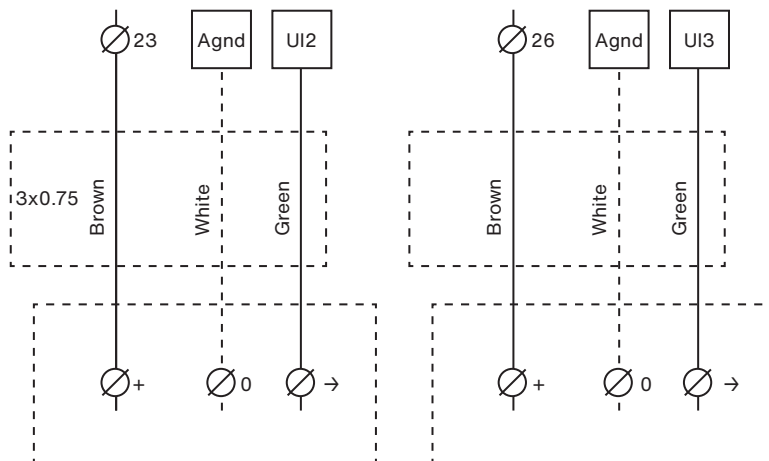 23 Agnd UI2 26 Agnd UI3
3x0.75 Brown White Green Brown White Green
+ 0 → + 0 →